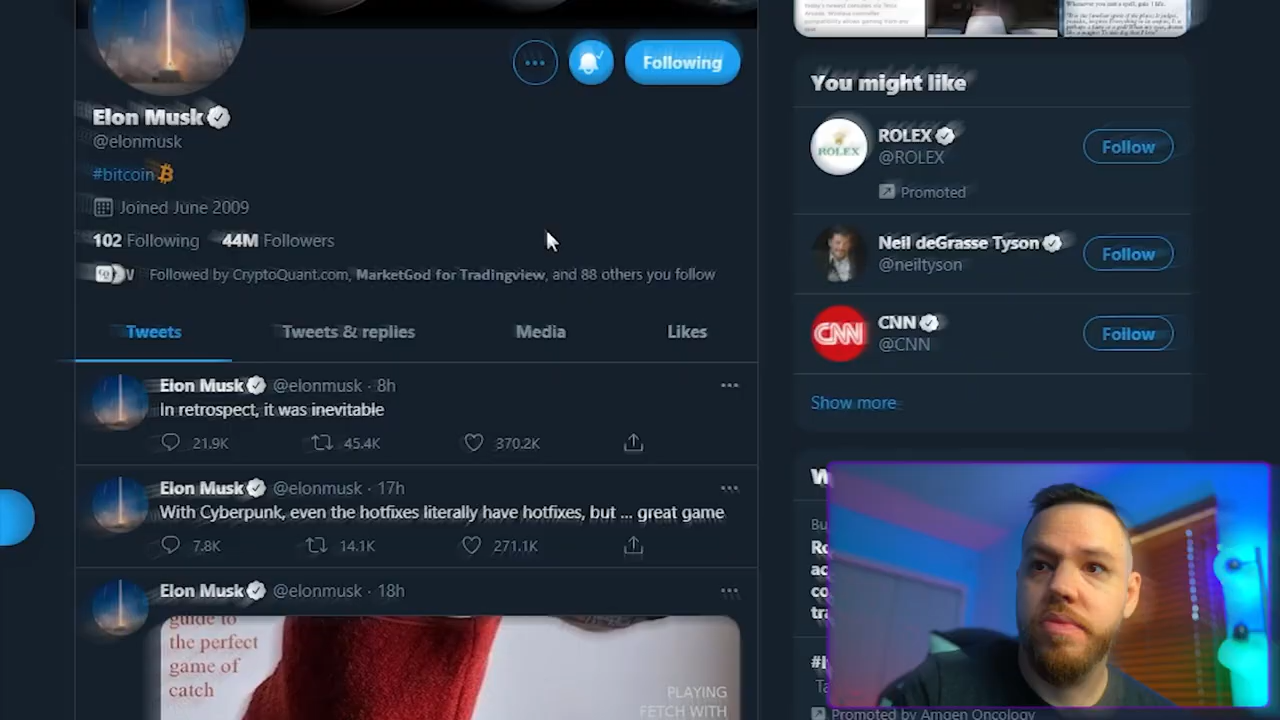 Following
Elon Musk
@elonmusk
#bitcoin
Joined June 2009
102 Following 44M Followers
Followed by CryptoQuant.com, MarketGod for Tradingview, and 88 others you follow
Tweets Tweets & replies Media Likes
Elon Musk @elonmusk · 8h
In retrospect, it was inevitable
21.9K 45.4K 370.2K
Elon Musk @elonmusk · 17h
With Cyberpunk, even the hotfixes literally have hotfixes, but ... great game
7.8K 14.1K 271.1K
Elon Musk @elonmusk · 18h
guide to
the perfect
game of
catch
PLAYING
FETCH WITH
You might like
ROLEX
ROLEX
@ROLEX
Follow
Promoted
Neil deGrasse Tyson
@neiltyson
Follow
CNN
CNN
@CNN
Follow
Show more
Promoted by Amgen Oncology